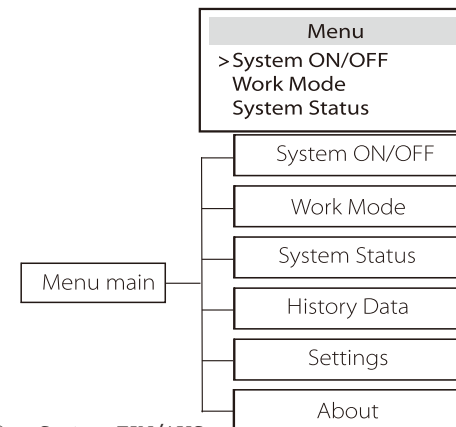 Menu
>System ON/OFF
Work Mode
System Status
System ON/OFF
Work Mode
System Status
Menu main
History Data
Settings
About